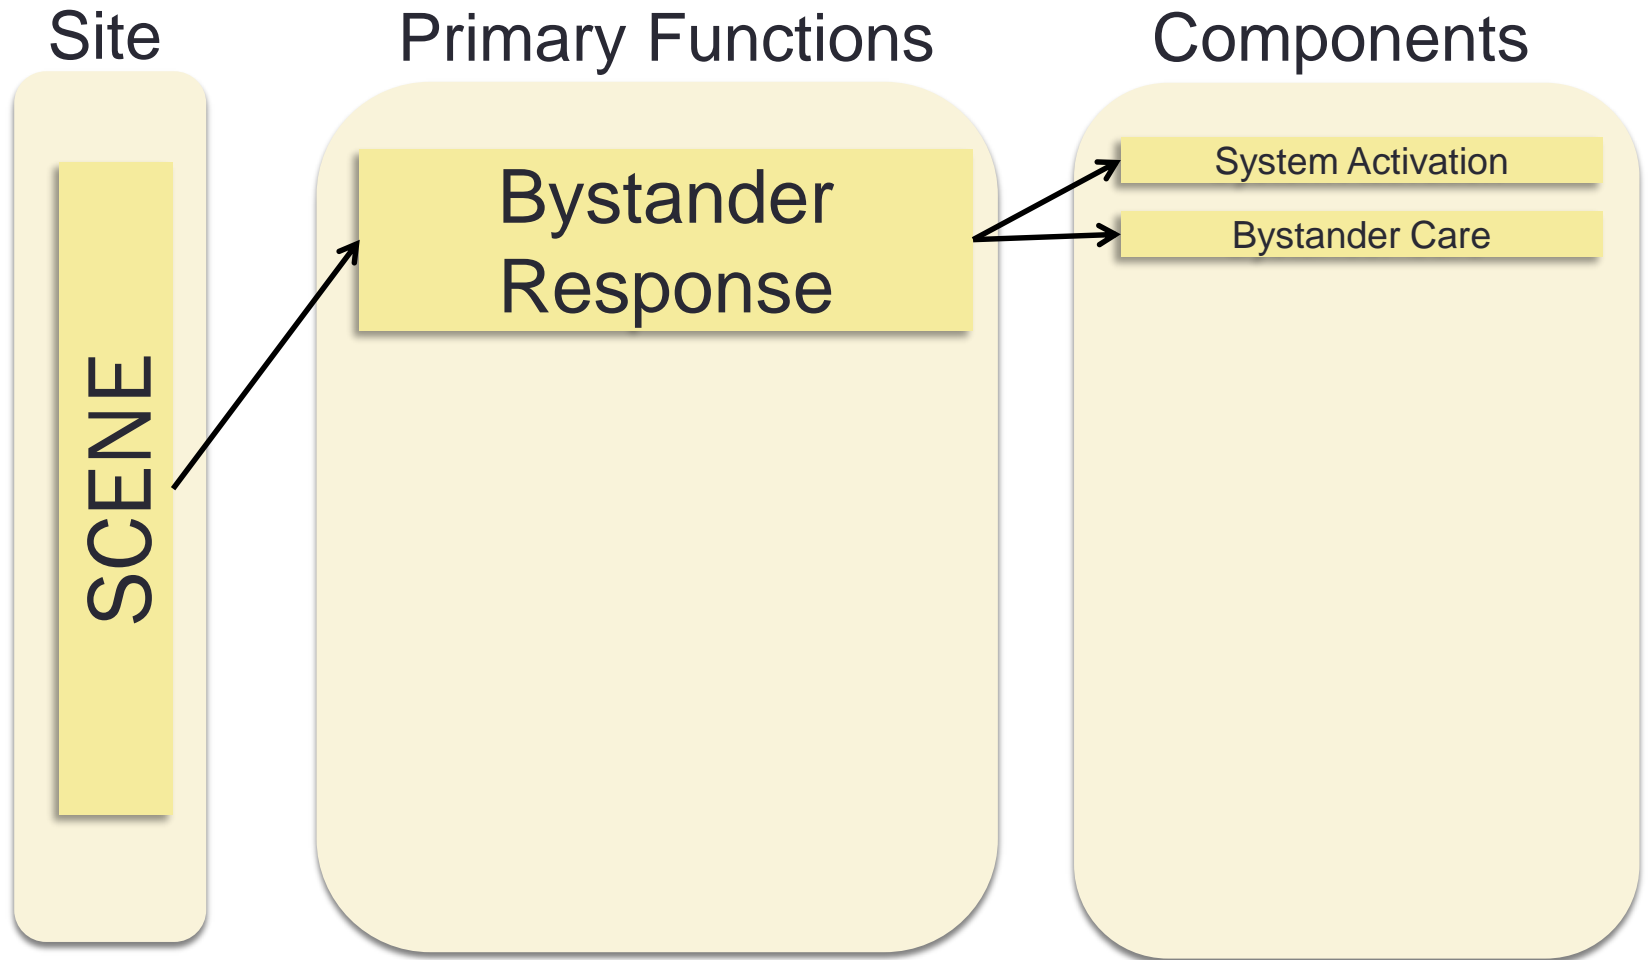 Site
Primary Functions
Components
SCENE
Bystander
Response
System Activation
Bystander Care